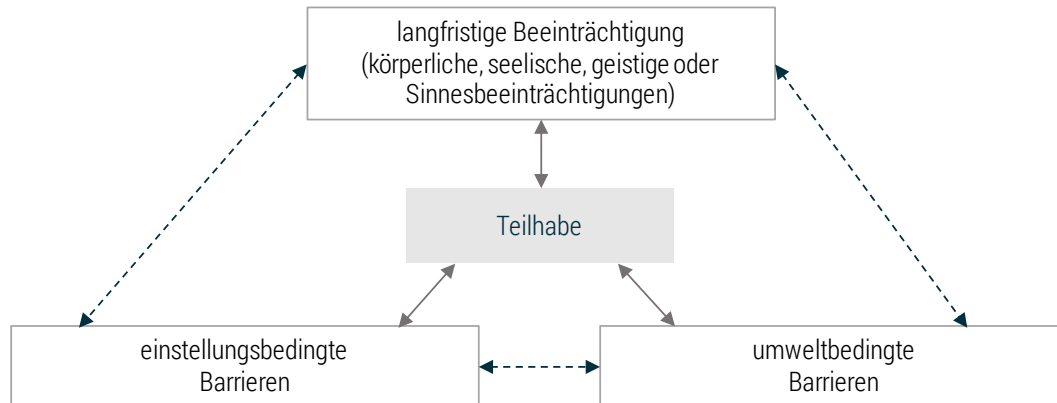 langfristige Beeinträchtigung
(körperliche, seelische, geistige oder
Sinnesbeeinträchtigungen)
Teilhabe
einstellungsbedingte
Barrieren
umweltbedingte
Barrieren